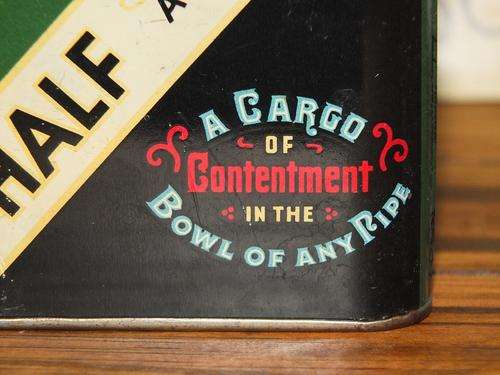 HALF
A CARGO
OF
Contentment
IN THE
BOWL OF ANY PIPE